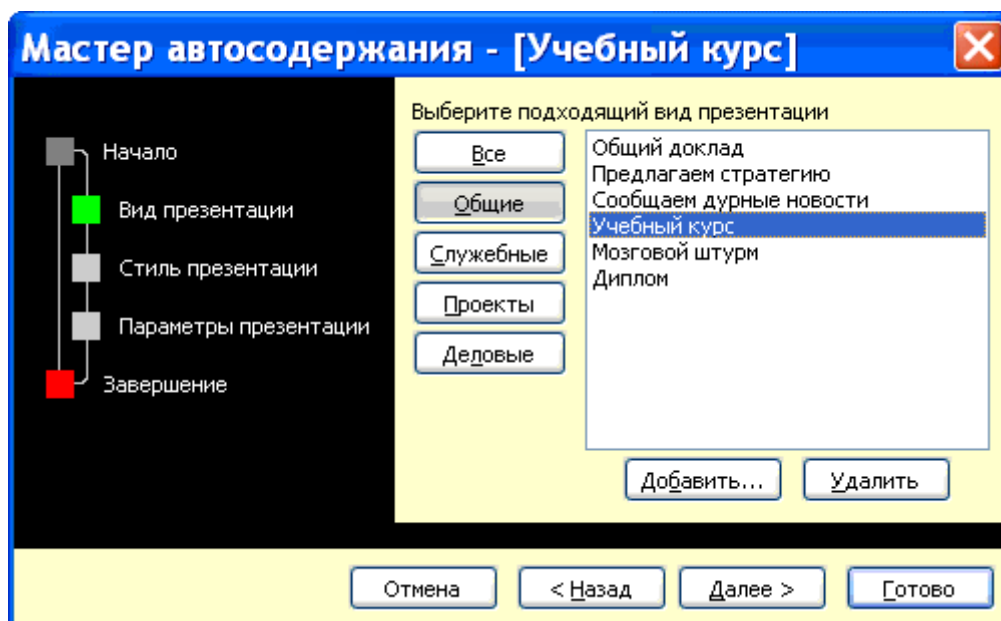 Мастер автосодержания - [Учебный курс]
Выберите подходящий вид презентации
Начало
Вид презентации
Стиль презентации
Параметры презентации
Завершение
Все
Общие
Служебные
Проекты
Деловые
Общий доклад
Предлагаем стратегию
Сообщаем дурные новости
Учебный курс
Мозговой штурм
Диплом
Добавить...
Удалить
Отмена
< Назад
Далее >
Готово